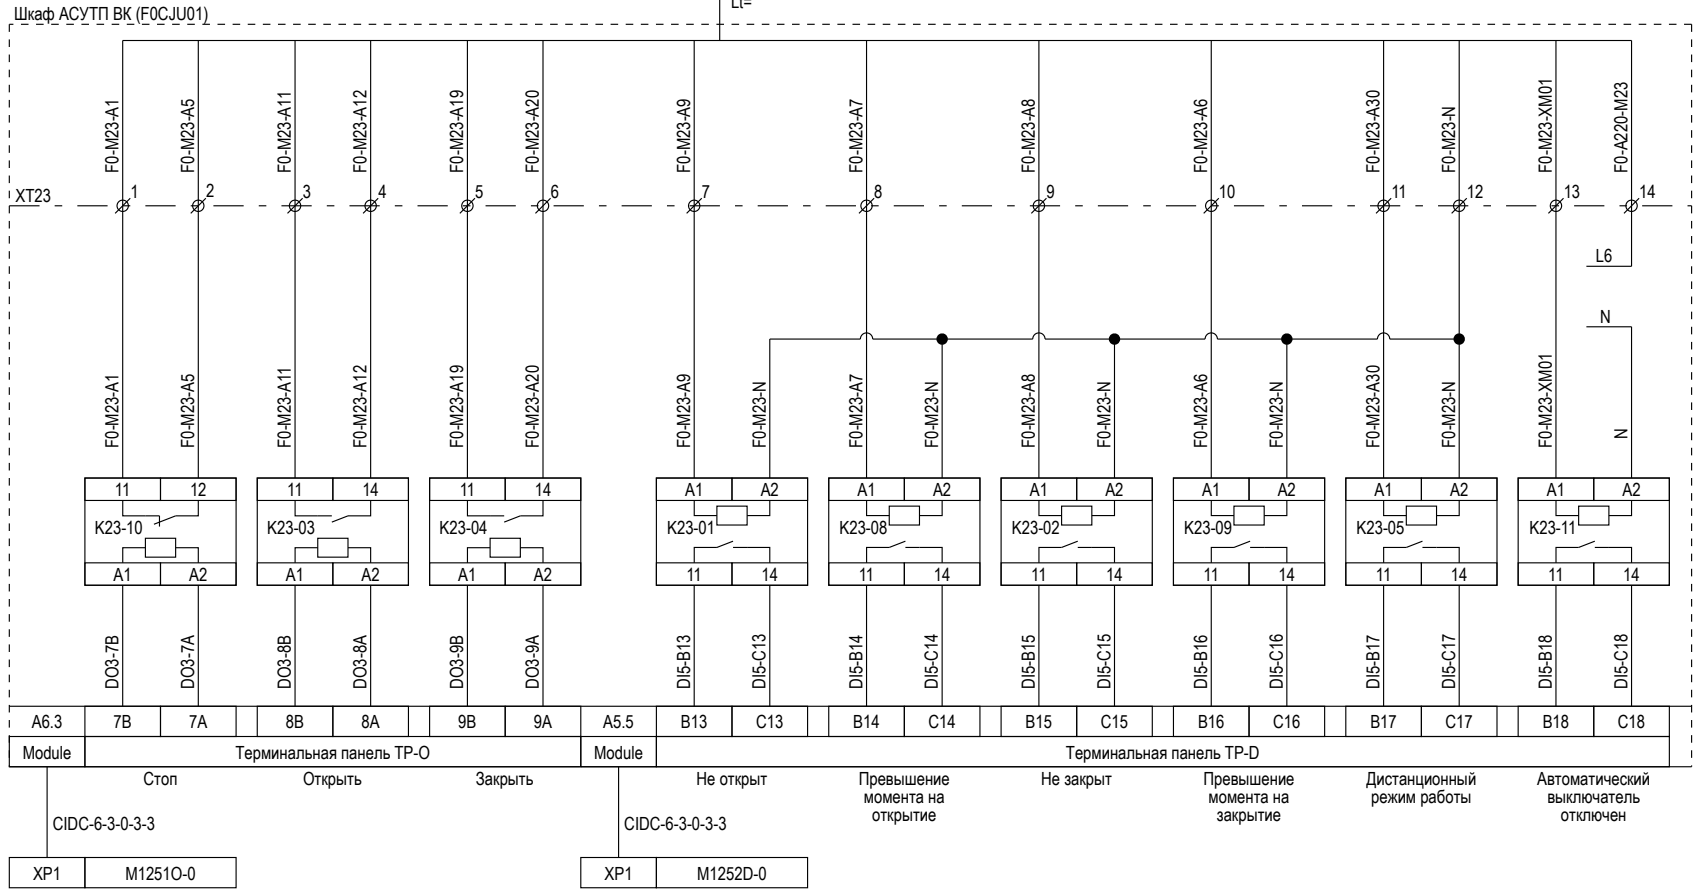 Lt=
Шкаф АСУТП ВК (F0CJU01)
F0-M23-A1
F0-M23-A5
F0-M23-A11
F0-M23-A12
F0-M23-A19
F0-M23-A20
F0-M23-A9
F0-M23-A7
F0-M23-A8
F0-M23-A6
F0-M23-A30
F0-M23-N
F0-M23-XM01
F0-A220-M23
XT23
1 2 3 4 5 6 7 8 9 10 11 12 13 14
L6
N
F0-M23-A1
F0-M23-A5
F0-M23-A11
F0-M23-A12
F0-M23-A19
F0-M23-A20
F0-M23-A9
F0-M23-N
F0-M23-A7
F0-M23-N
F0-M23-A8
F0-M23-N
F0-M23-A6
F0-M23-N
F0-M23-A30
F0-M23-N
F0-M23-XM01
N
11 12 11 14 11 14 A1 A2 A1 A2 A1 A2 A1 A2 A1 A2 A1 A2
K23-10 K23-03 K23-04 K23-01 K23-08 K23-02 K23-09 K23-05 K23-11
A1 A2 A1 A2 A1 A2 11 14 11 14 11 14 11 14 11 14 11 14
DO3-7B
DO3-7A
DO3-8B
DO3-8A
DO3-9B
DO3-9A
DI5-B13
DI5-C13
DI5-B14
DI5-C14
DI5-B15
DI5-C15
DI5-B16
DI5-C16
DI5-B17
DI5-C17
DI5-B18
DI5-C18
A6.3 7B 7A 8B 8A 9B 9A A5.5 B13 C13 B14 C14 B15 C15 B16 C16 B17 C17 B18 C18
Module Терминальная панель TP-O Module Терминальная панель TP-D
Стоп
Открыть
Закрыть
Не открыт
Превышение
момента на
открытие
Не закрыт
Превышение
момента на
закрытие
Дистанционный
режим работы
Автоматический
выключатель
отключен
CIDC-6-3-0-3-3
CIDC-6-3-0-3-3
XP1 M1251O-0
XP1 M1252D-0